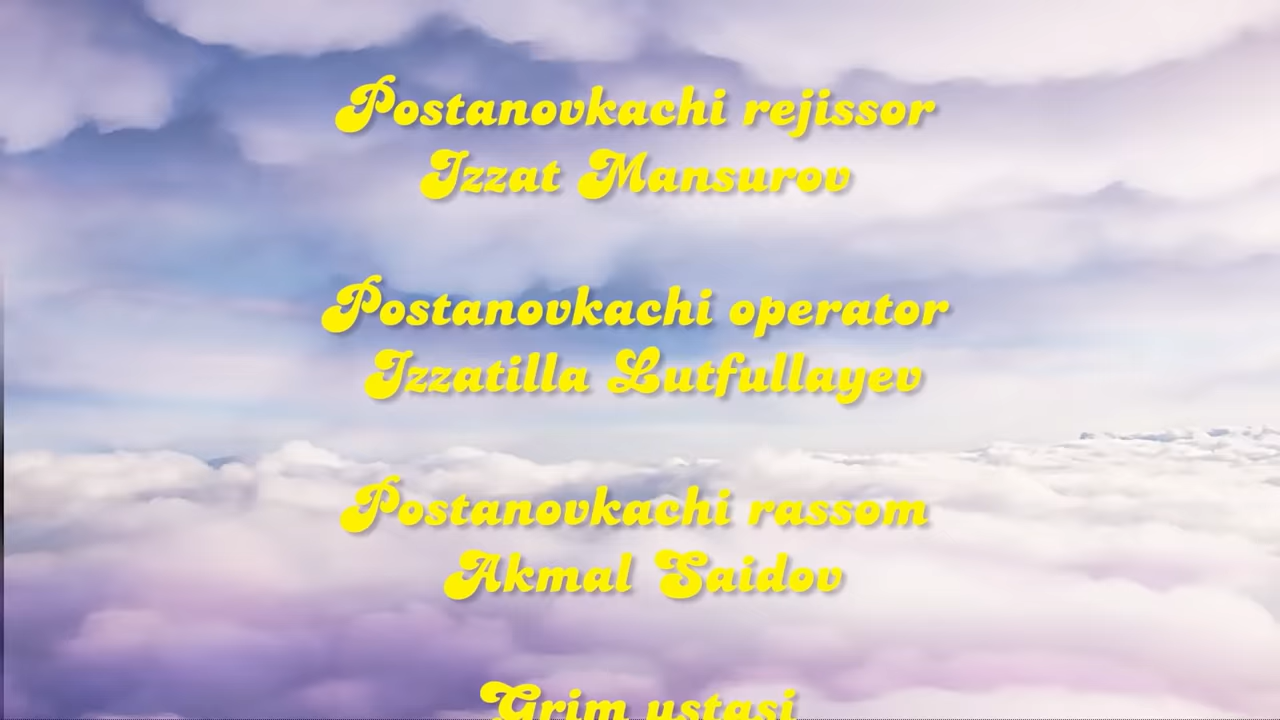 Postanovkachi rejissor
Izzat Mansurov
Postanovkachi operator
Izzatilla Lutfullayev
Postanovkachi rassom
Akmal Saidov
Grim ustasi